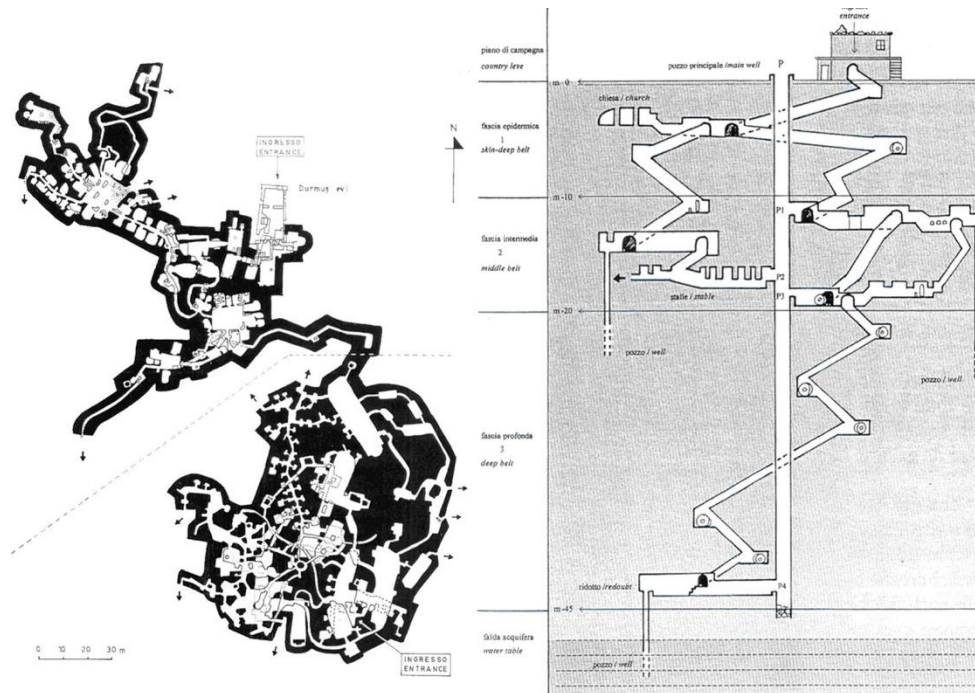 INGRESSO
ENTRANCE
Durmus evi
N
0 10 20 30 m
INGRESSO
ENTRANCE
entrance
piano di campagna
country leve
pozzo principale / main well
P
m - 0
chiesa / church
fascia epidermica
1
skin-deep belt
m -10
P1
fascia intermedia
2
middle belt
P2
stalle / stable
P3
m -20
pozzo / well
pozzo / well
fascia profonda
3
deep belt
ridotto / redoubt
P4
m -45
falda acquifera
water table
pozzo / well